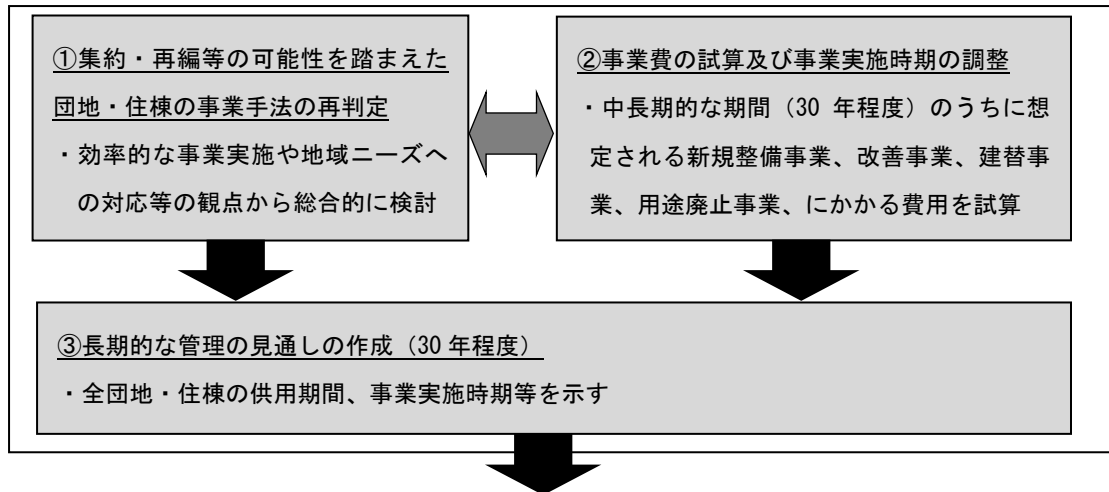 ①集約・再編等の可能性を踏まえた
団地・住棟の事業手法の再判定
・効率的な事業実施や地域ニーズへ
の対応等の観点から総合的に検討
②事業費の試算及び事業実施時期の調整
・中長期的な期間（30 年程度）のうちに想
定される新規整備事業、改善事業、建替事
業、用途廃止事業、にかかる費用を試算
③長期的な管理の見通しの作成（30 年程度）
・全団地・住棟の供用期間、事業実施時期等を示す